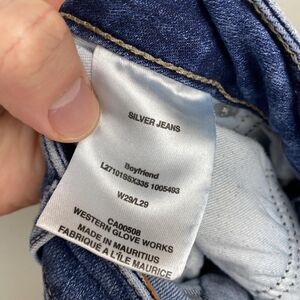 SILVER JEANS
Boyfriend
L27101SSX335 1005493
W29/L29
CA00508
WESTERN GLOVE WORKS
MADE IN MAURITIUS
FABRIQUÉ A L'ÎLE MAURICE